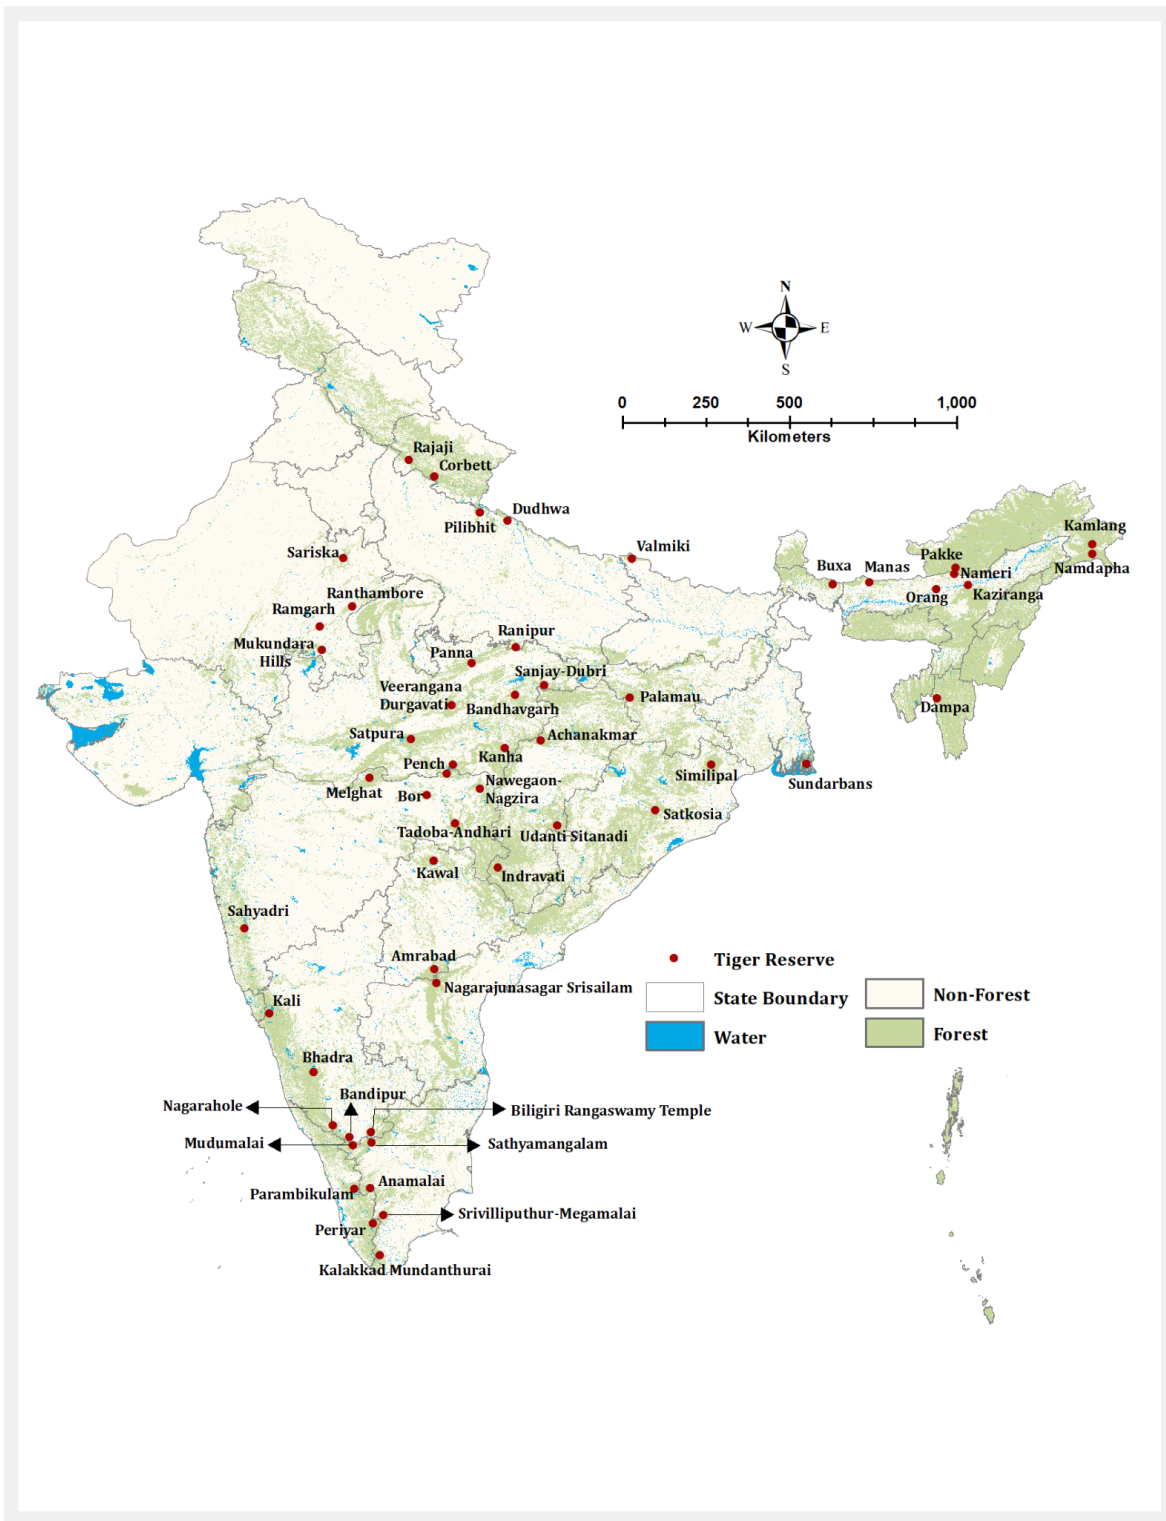 N
W E
S
0 250 500 1,000
Kilometers
Rajaji
Corbett
Dudhwa
Pilibhit
Kamlang
Sariska
Valmiki
Pakke
Namdapha
Buxa
Manas
Nameri
Ranthambore
Orang
Kaziranga
Ramgarh
Ranipur
Mukundara
Hills
Panna
Sanjay-Dubri
Veerangana
Durgavati
Bandhavgarh
Palamau
Dampa
Satpura
Achanakmar
Kanha
Pench
Similipal
Melghat
Bor
Nawegaon-
Nagzira
Sundarbans
Satkosia
Tadoba-Andhari
Udanti Sitanadi
Kawal
Indravati
Sahyadri
Amrabad
Nagarajunasagar Srisailam
Tiger Reserve
State Boundary
Non-Forest
Water
Forest
Kali
Bhadra
Bandipur
Nagarahole
Biligiri Rangaswamy Temple
Mudumalai
Sathyamangalam
Parambikulam
Anamalai
Srivilliputhur-Megamalai
Periyar
Kalakkad Mundanthurai